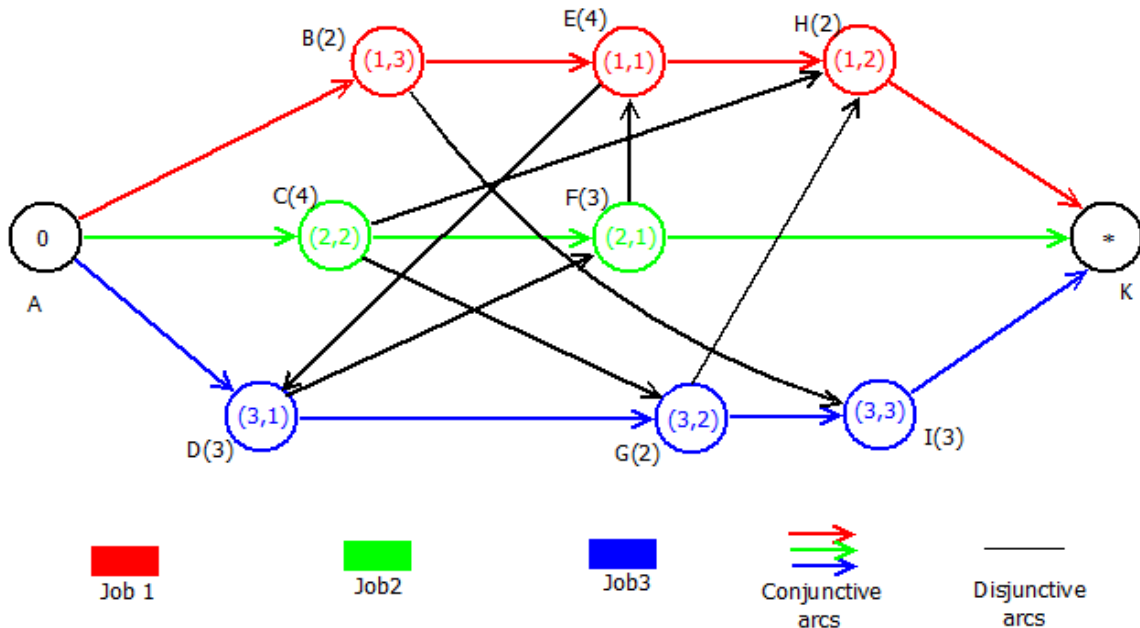 E(4)
H(2)
B(2)
(1,3)
(1,1)
(1,2)
C(4)
F(3)
0
(2,2)
(2,1)
*
A
K
(3,1)
(3,2)
(3,3)
D(3)
G(2)
I(3)
Job 1
Job2
Job3
Conjunctive
arcs
Disjunctive
arcs